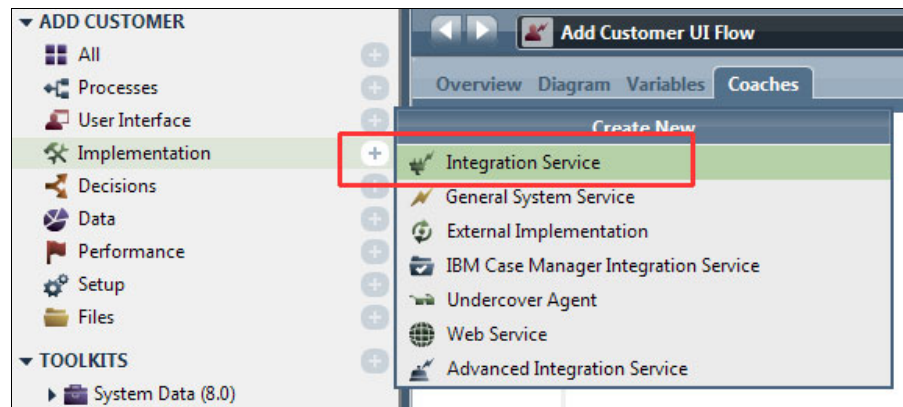 ADD CUSTOMER
All
Processes
User Interface
Implementation
Decisions
Data
Performance
Setup
Files
TOOLKITS
System Data (8.0)
Add Customer UI Flow
Overview Diagram Variables Coaches
Create New
Integration Service
General System Service
External Implementation
IBM Case Manager Integration Service
Undercover Agent
Web Service
Advanced Integration Service